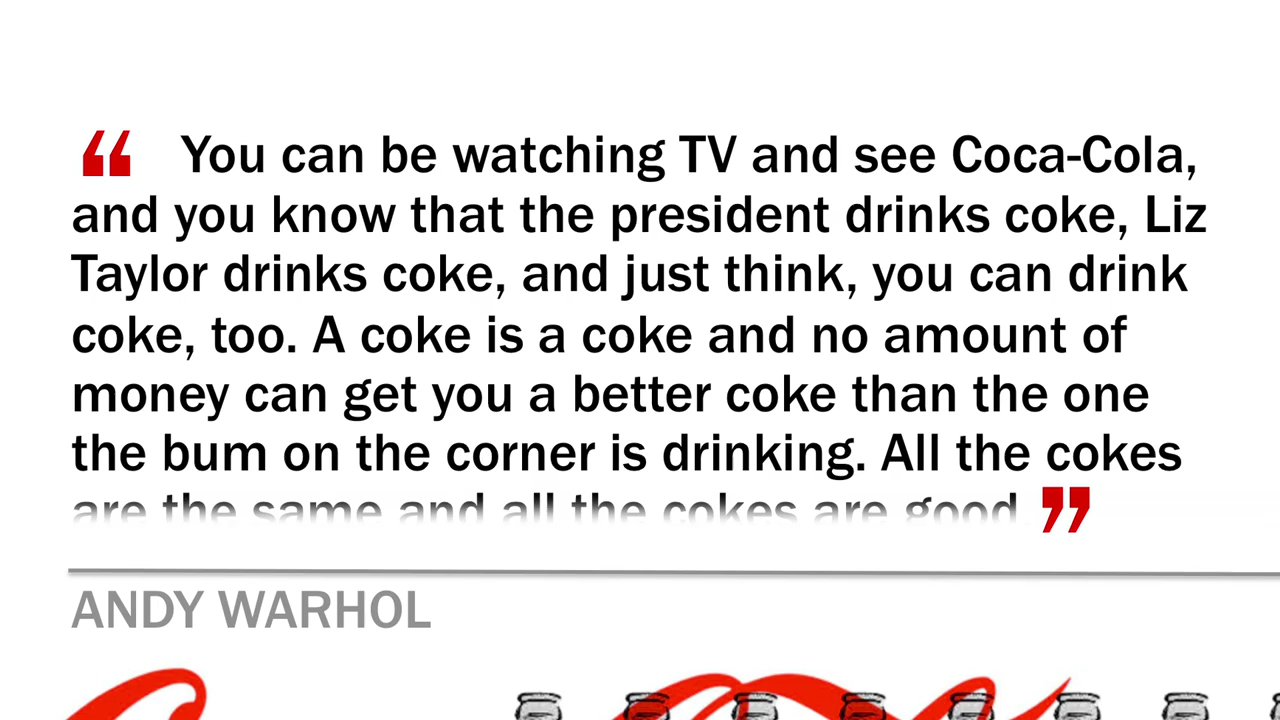 “ You can be watching TV and see Coca-Cola,
and you know that the president drinks coke, Liz
Taylor drinks coke, and just think, you can drink
coke, too. A coke is a coke and no amount of
money can get you a better coke than the one
the bum on the corner is drinking. All the cokes
are the same and all the cokes are good ”
ANDY WARHOL